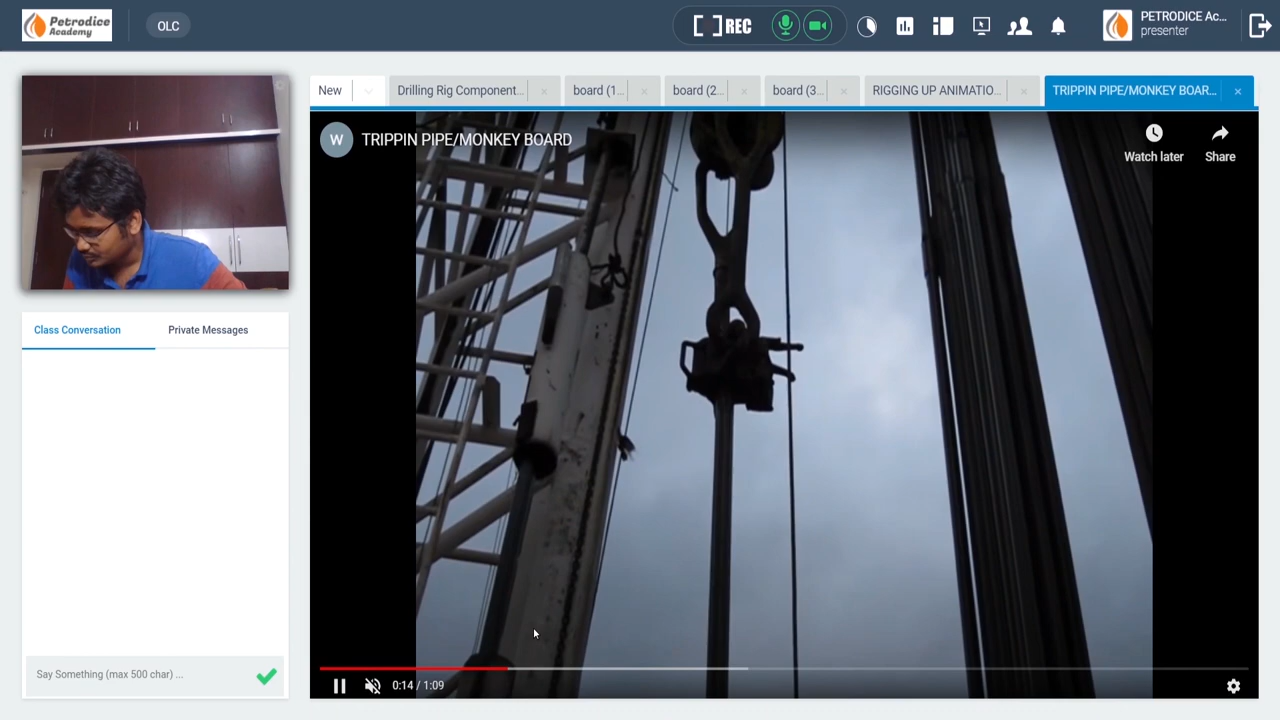 Petrodice
Academy
OLC
REC
PETRODICE Ac...
presenter
New
Drilling Rig Component...
board (1...
board (2...
board (3...
RIGGING UP ANIMATIO...
TRIPPIN PIPE/MONKEY BOAR...
W
TRIPPIN PIPE/MONKEY BOARD
Watch later
Share
Class Conversation
Private Messages
Say Something (max 500 char) ...
0:14 / 1:09